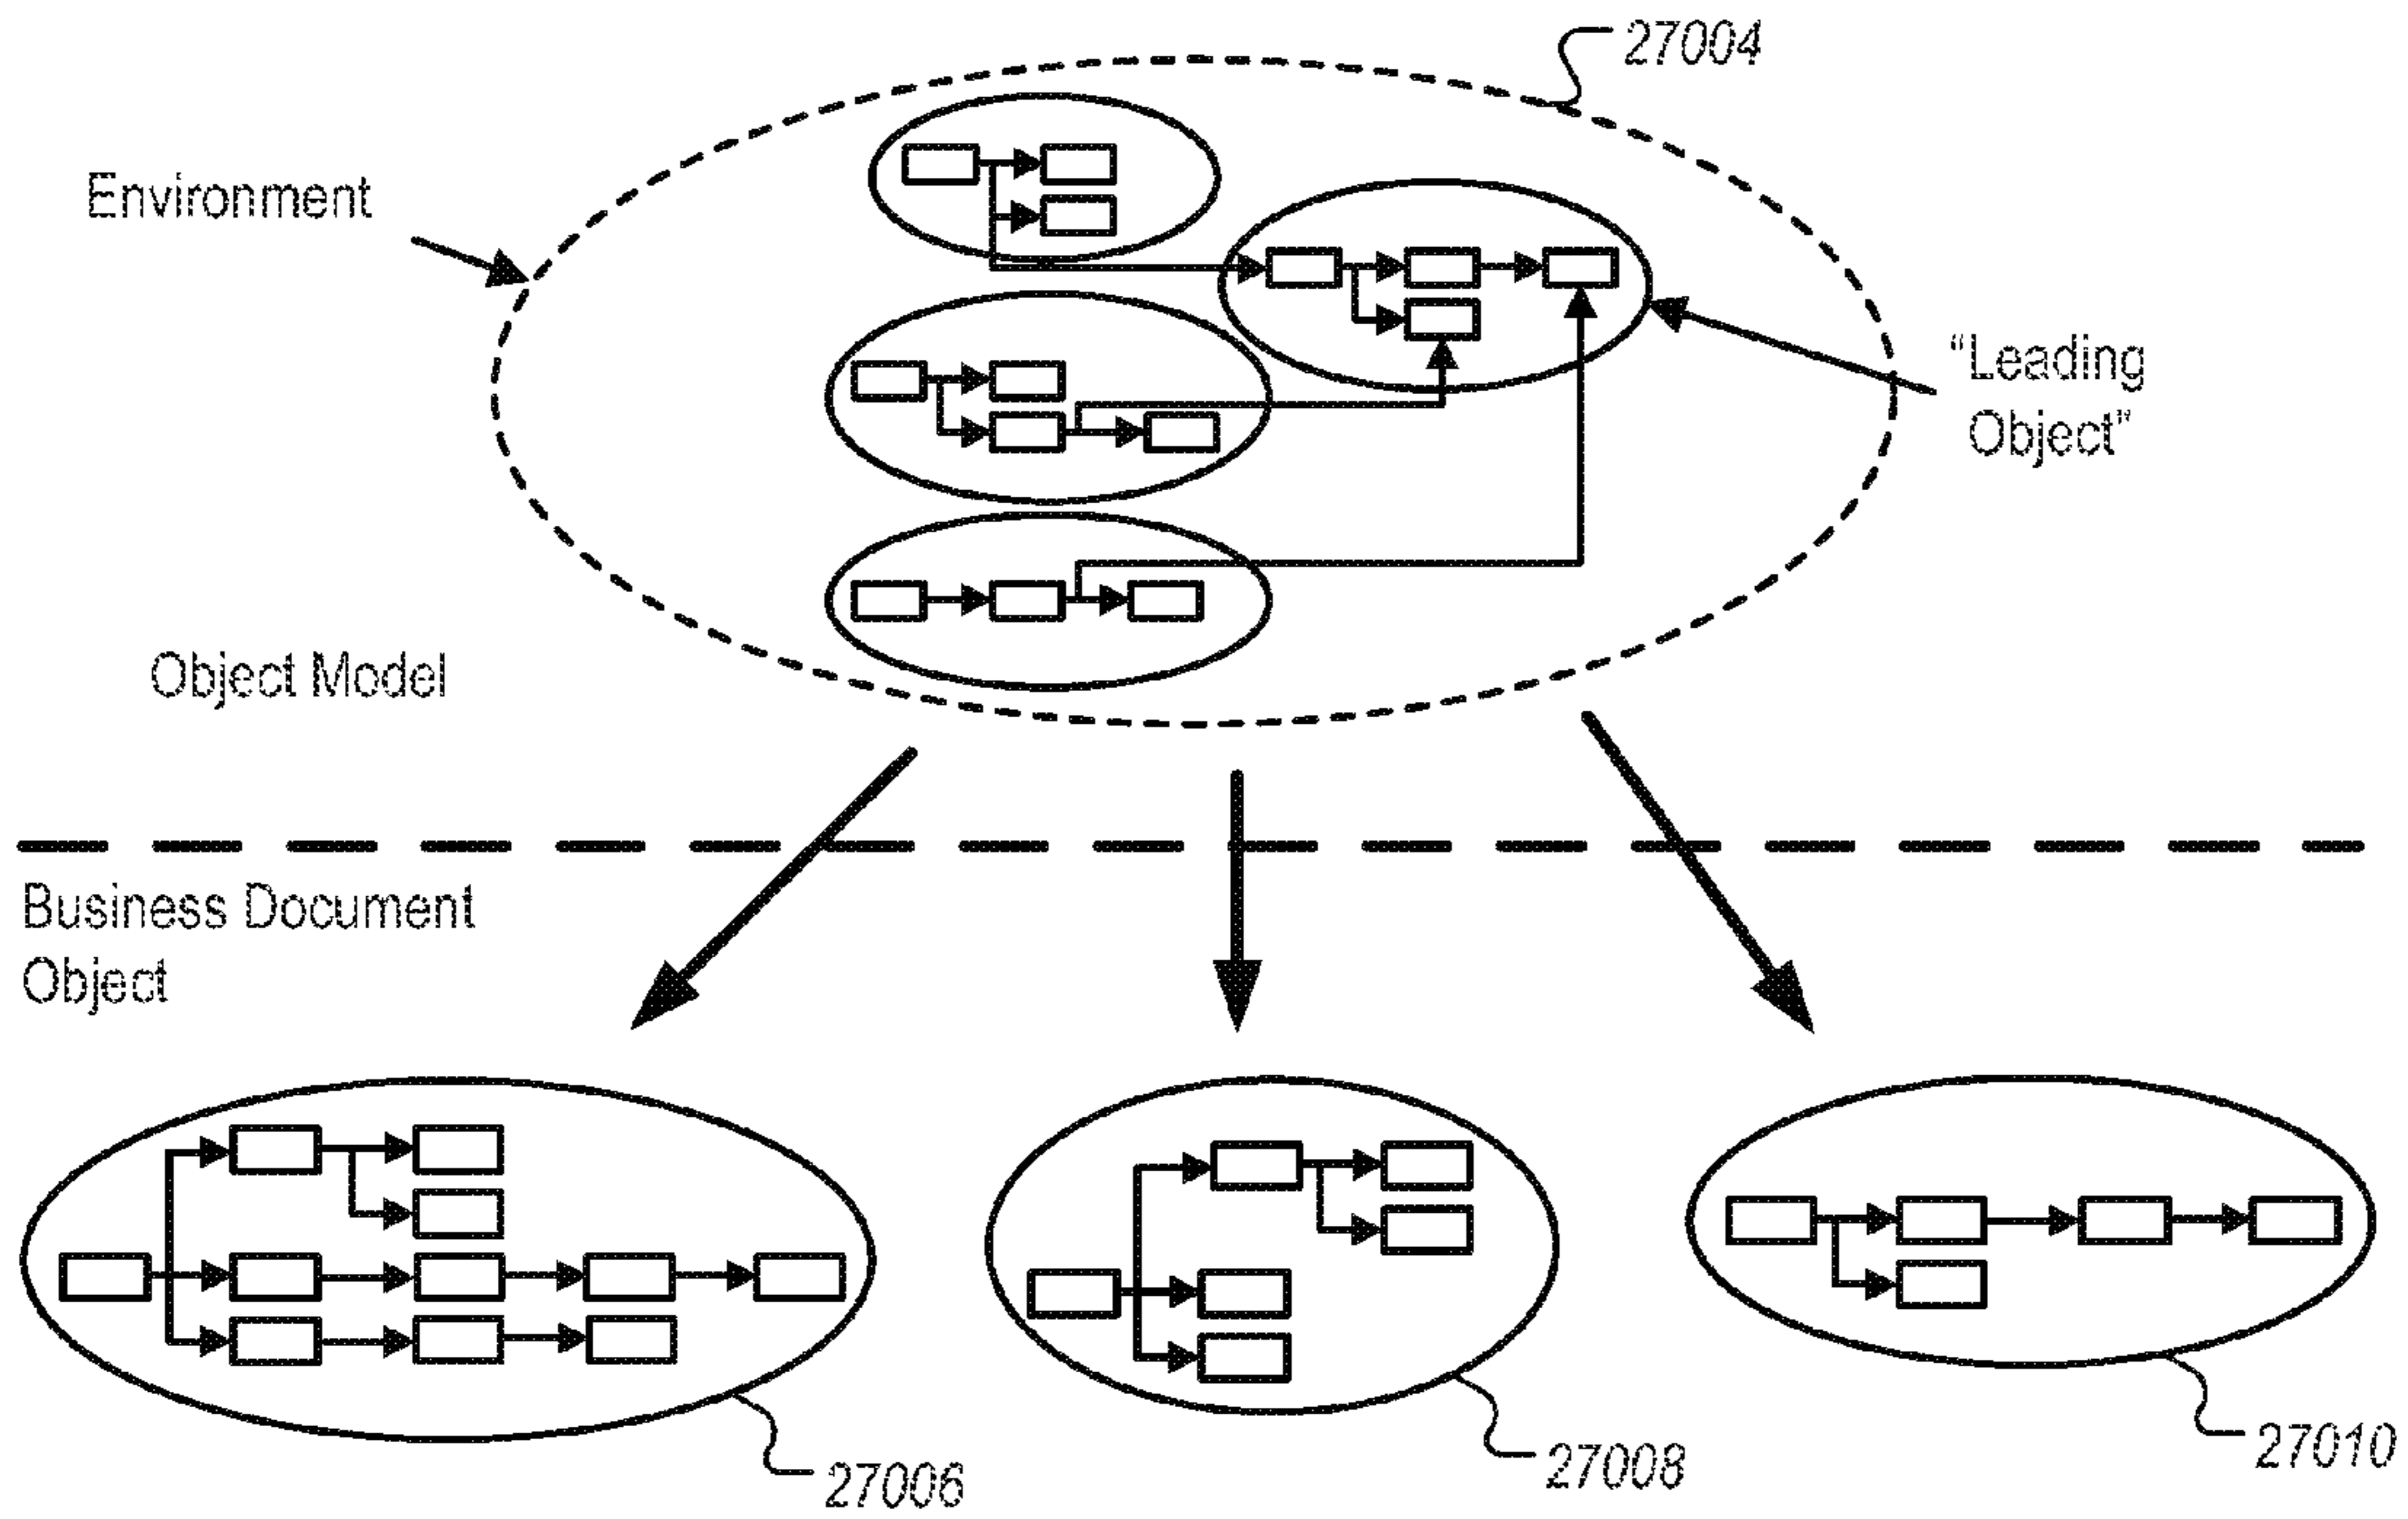 27004
Environment
“Leading
Object”
Object Model
Business Document
Object
27006
27008
27010